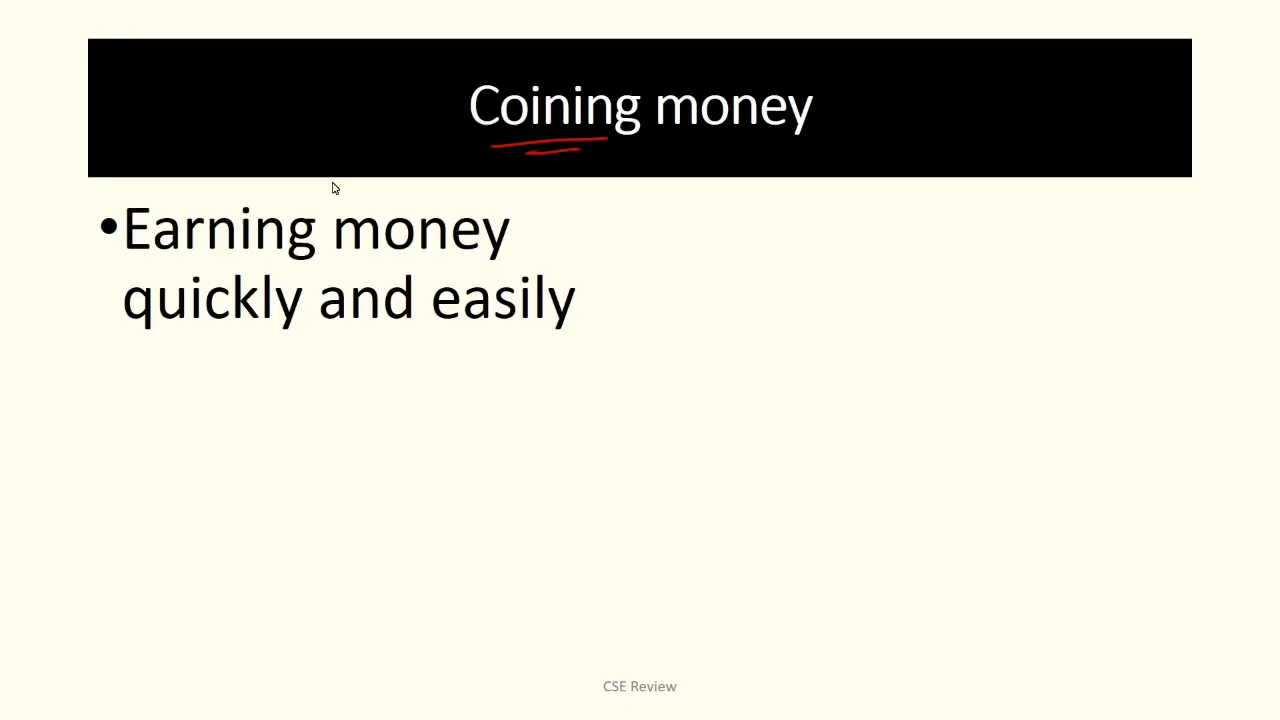 Coining money
•Earning money
quickly and easily
CSE Review